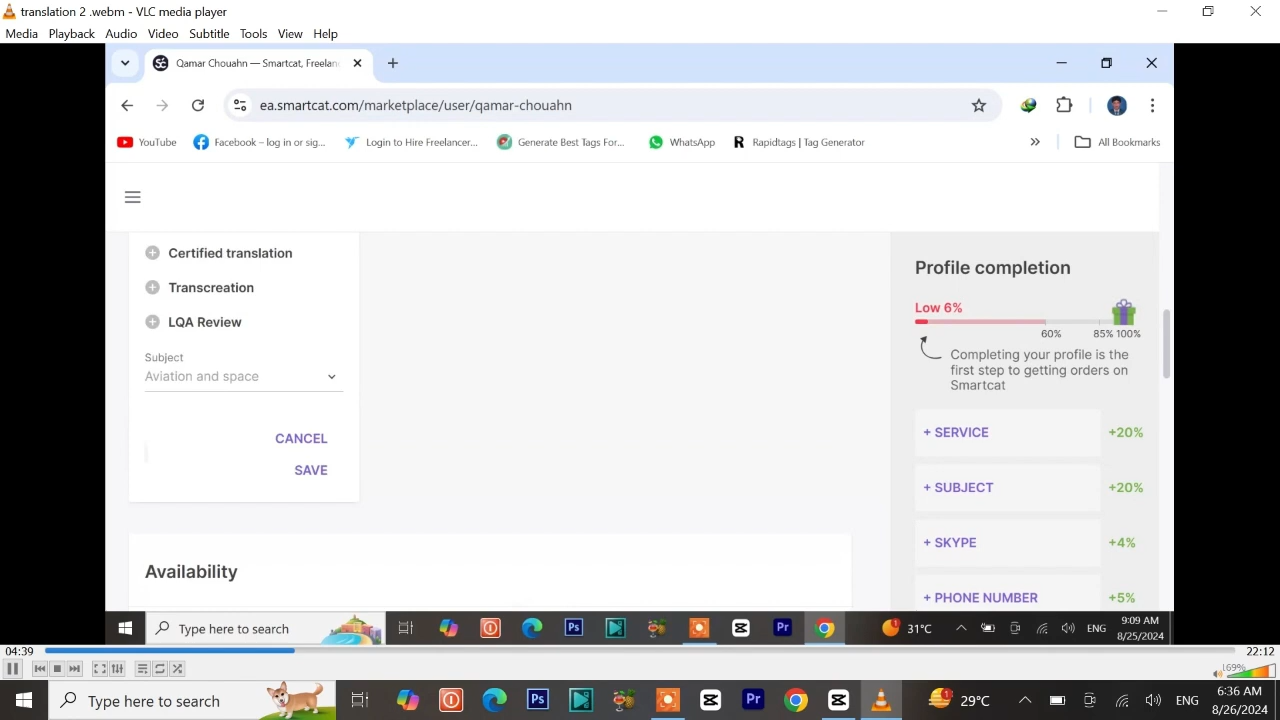 translation 2 .webm - VLC media player
Media Playback Audio Video Subtitle Tools View Help
Qamar Chouahn — Smartcat, Freelan
ea.smartcat.com/marketplace/user/qamar-chouahn
YouTube Facebook – log in or sig... Login to Hire Freelancer... Generate Best Tags For... WhatsApp Rapidtags | Tag Generator » All Bookmarks
Certified translation
Transcreation
LQA Review
Subject
Aviation and space
CANCEL
SAVE
Availability
Profile completion
Low 6%
60% 85% 100%
Completing your profile is the
first step to getting orders on
Smartcat
+ SERVICE +20%
+ SUBJECT +20%
+ SKYPE +4%
+ PHONE NUMBER +5%
Type here to search 31°C ENG 9:09 AM
8/25/2024
04:39 22:12
169%
Type here to search 29°C ENG 6:36 AM
8/26/2024